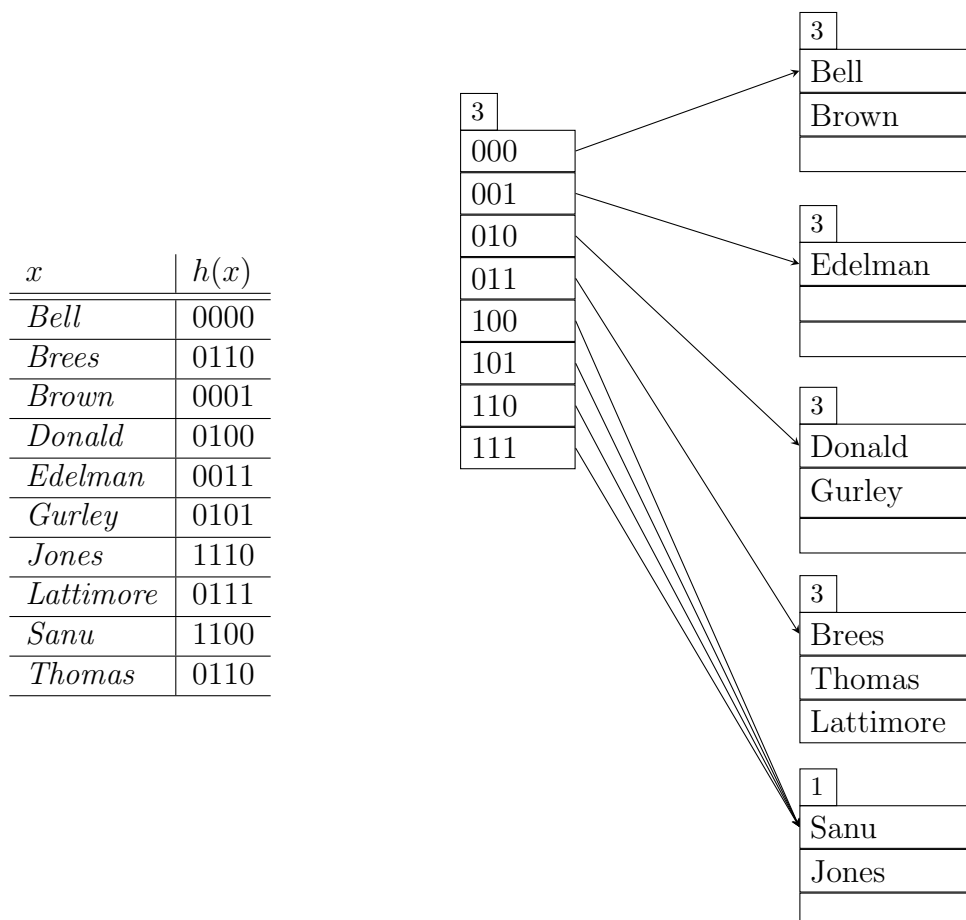 x h(x)
Bell 0000
Brees 0110
Brown 0001
Donald 0100
Edelman 0011
Gurley 0101
Jones 1110
Lattimore 0111
Sanu 1100
Thomas 0110
3
000
001
010
011
100
101
110
111
3
Bell
Brown
3
Edelman
3
Donald
Gurley
3
Brees
Thomas
Lattimore
1
Sanu
Jones